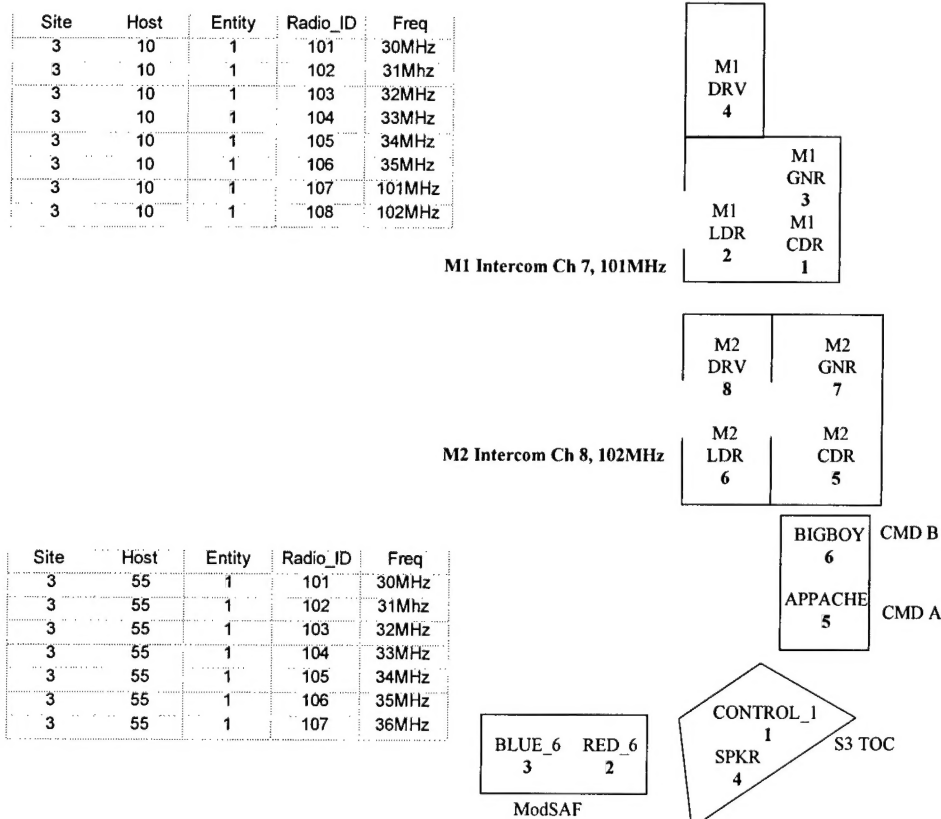 Site Host Entity Radio_ID Freq
3 10 1 101 30MHz
3 10 1 102 31Mhz
3 10 1 103 32MHz
3 10 1 104 33MHz
3 10 1 105 34MHz
3 10 1 106 35MHz
3 10 1 107 101MHz
3 10 1 108 102MHz
M1
DRV
4
M1
GNR
3
M1
LDR
2
M1
CDR
1
M1 Intercom Ch 7, 101MHz
M2
DRV
8
M2
GNR
7
M2
LDR
6
M2
CDR
5
M2 Intercom Ch 8, 102MHz
BIGBOY
6
CMD B
APPACHE
5
CMD A
Site Host Entity Radio_ID Freq
3 55 1 101 30MHz
3 55 1 102 31Mhz
3 55 1 103 32MHz
3 55 1 104 33MHz
3 55 1 105 34MHz
3 55 1 106 35MHz
3 55 1 107 36MHz
BLUE_6
3
RED_6
2
ModSAF
CONTROL_1
1
SPKR
4
S3 TOC